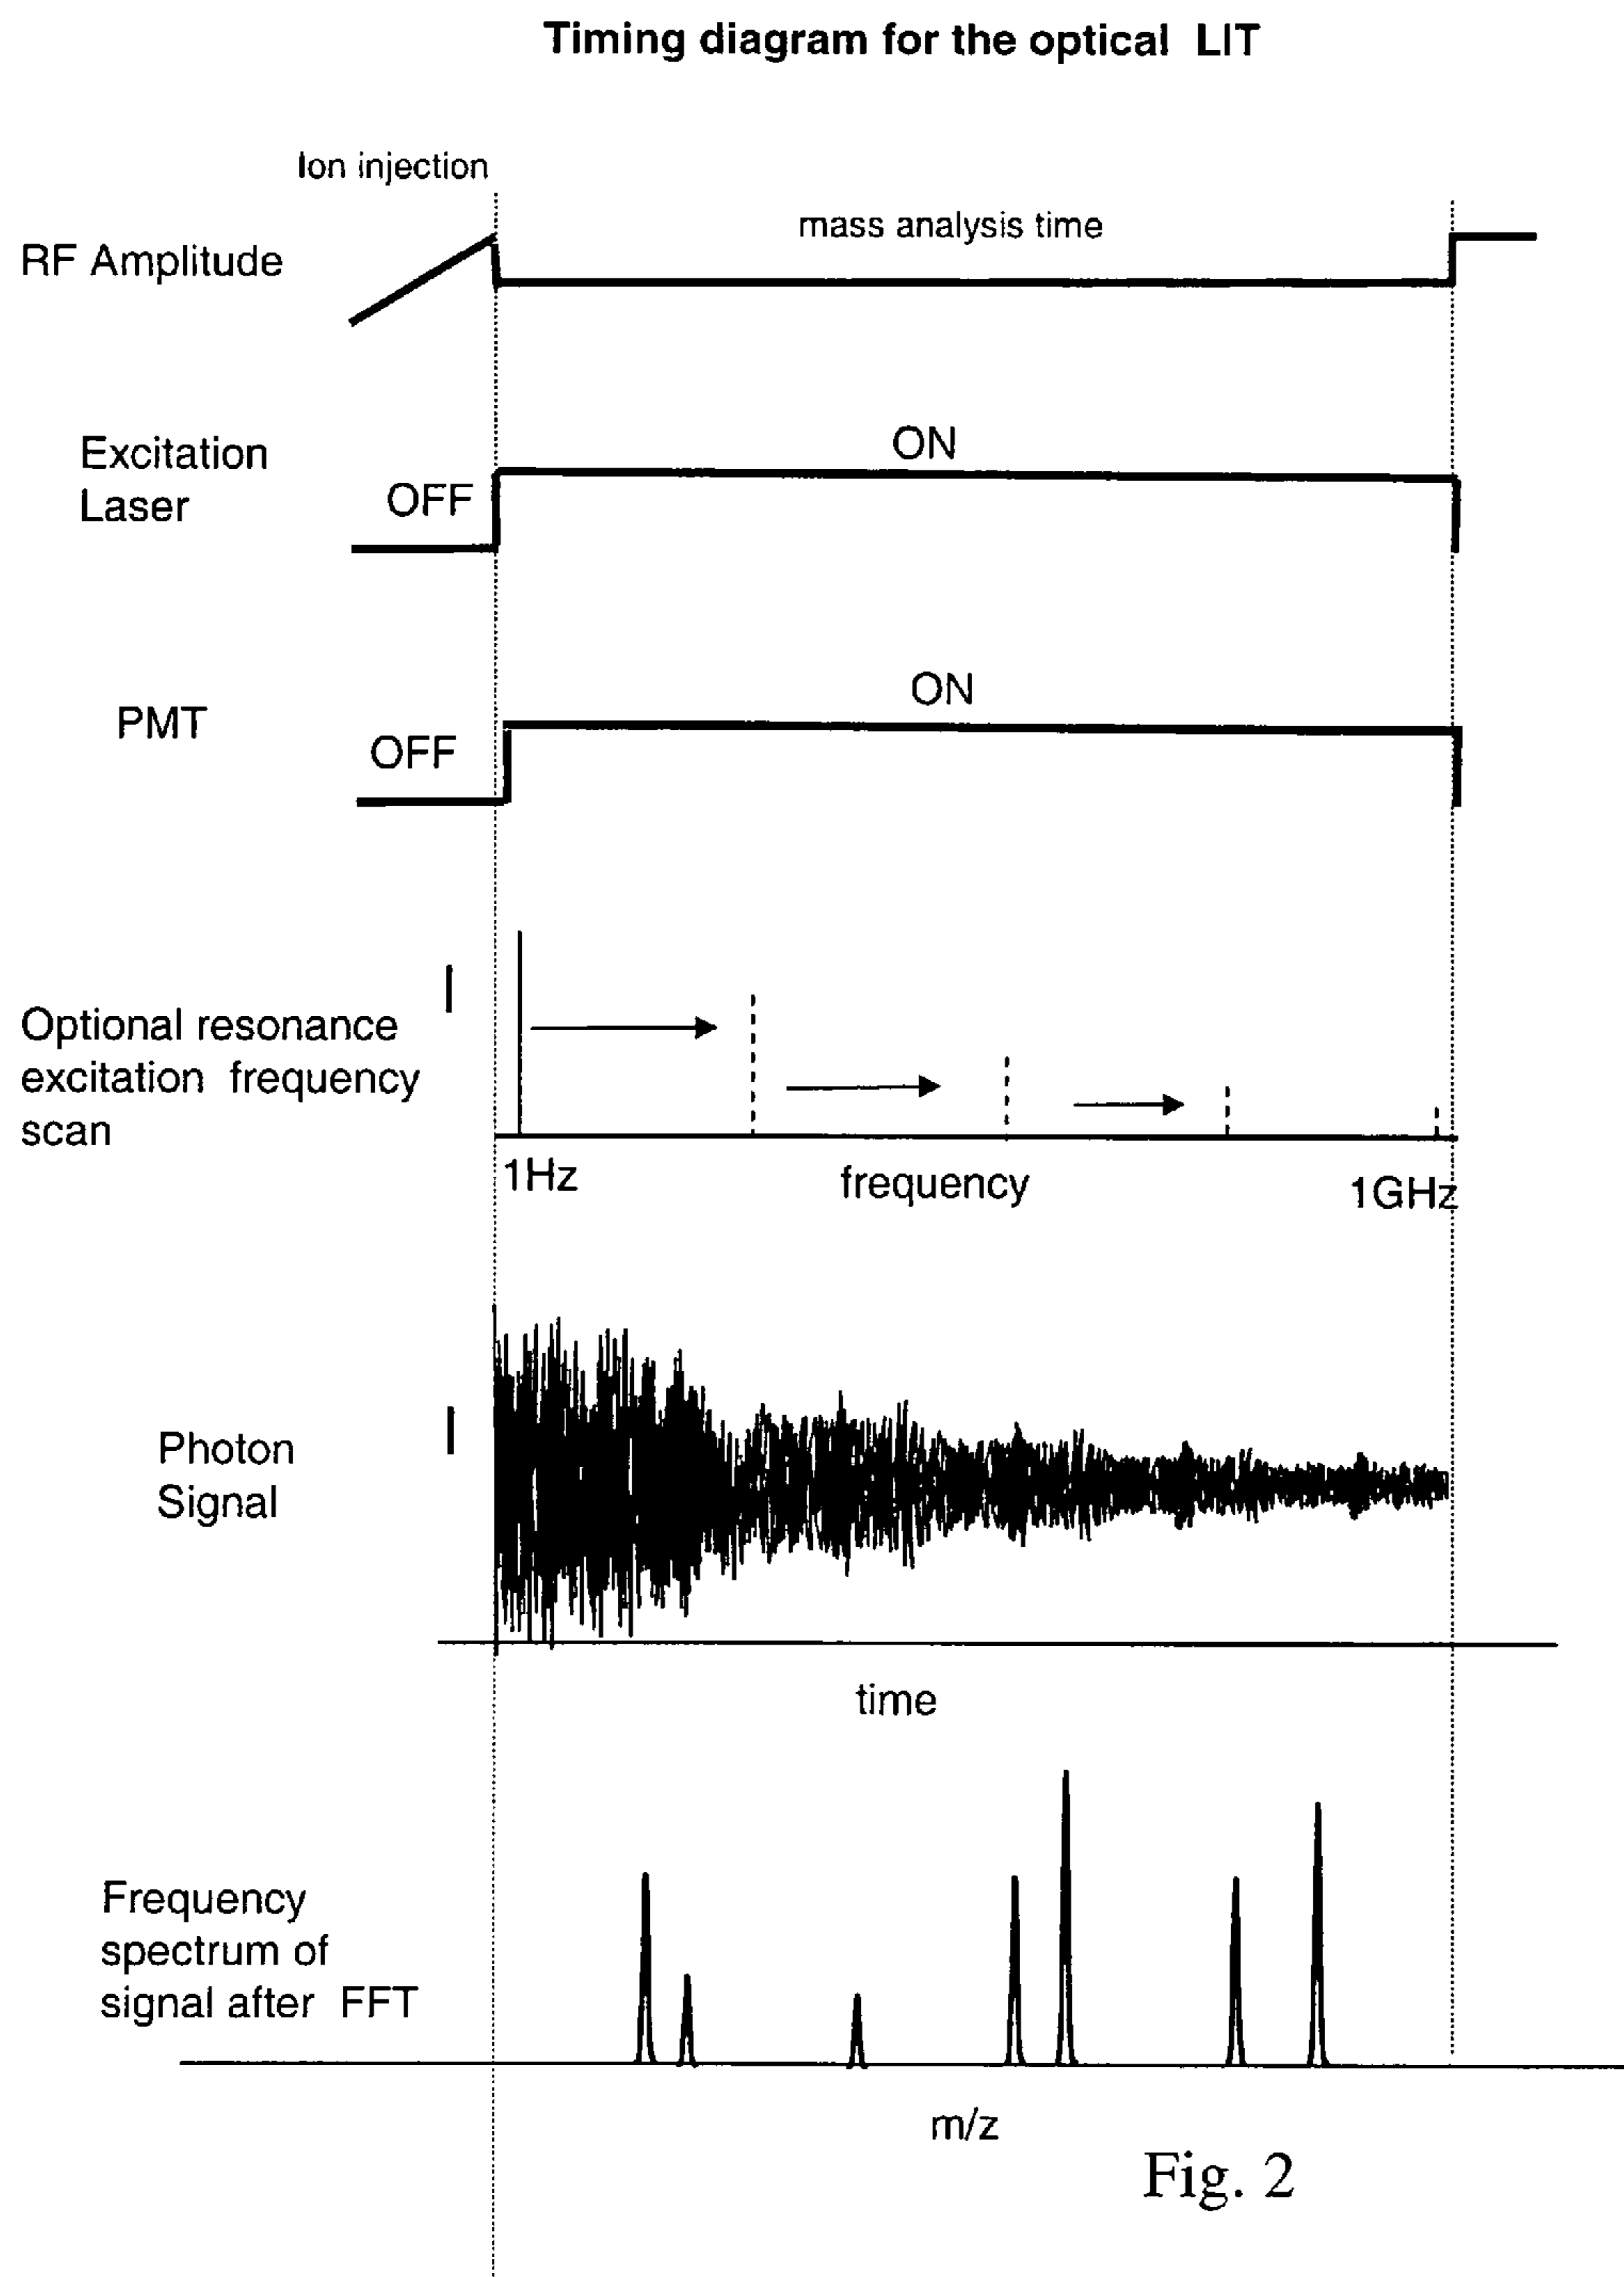 Timing diagram for the optical LIT
Ion injection
mass analysis time
RF Amplitude
ON
Excitation
Laser
OFF
ON
PMT
OFF
I
Optional resonance
excitation frequency
scan
1Hz
frequency
1GHz
I
Photon
Signal
time
Frequency
spectrum of
signal after FFT
m/z
Fig. 2